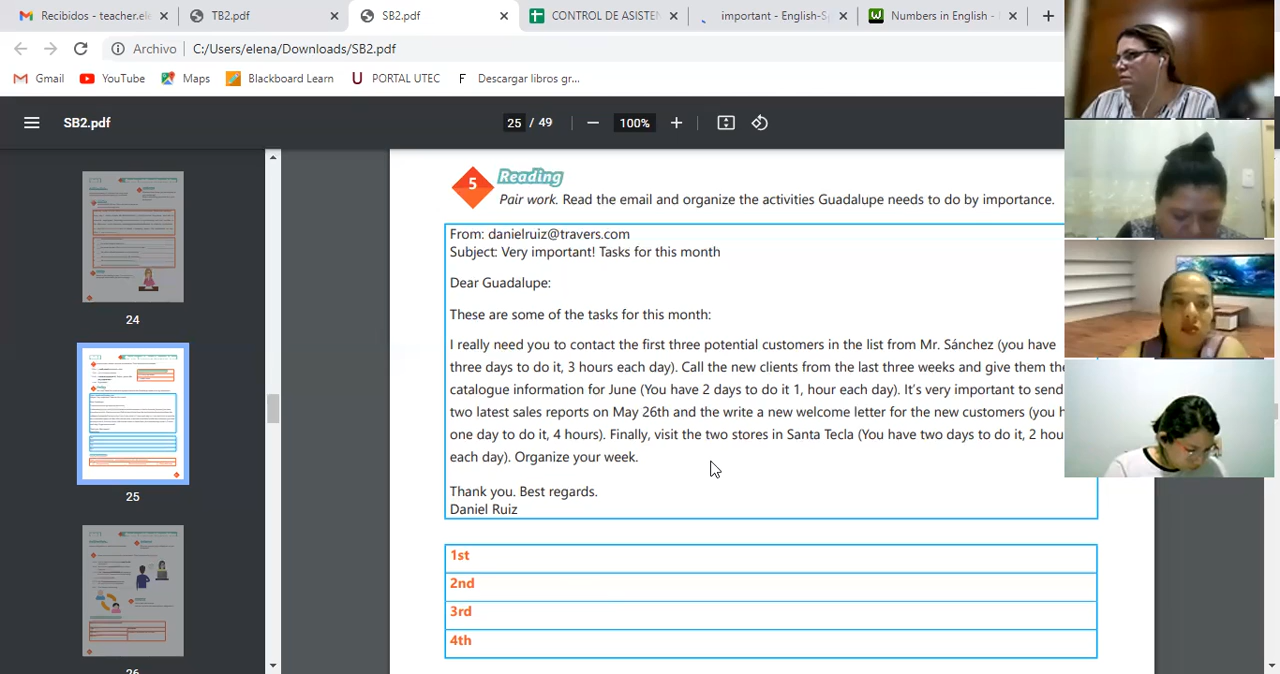 Recibidos - teacher.el
TB2.pdf
SB2.pdf
CONTROL DE ASISTEN
important - English-S
Numbers in English -
Archivo
C:/Users/elena/Downloads/SB2.pdf
Gmail
YouTube
Maps
Blackboard Learn
U PORTAL UTEC
F Descargar libros gr...
SB2.pdf
25 / 49
100%
24
25
26
5
Reading
Pair work. Read the email and organize the activities Guadalupe needs to do by importance.
From: danielruiz@travers.com
Subject: Very important! Tasks for this month
Dear Guadalupe:
These are some of the tasks for this month:
I really need you to contact the first three potential customers in the list from Mr. Sánchez (you have
three days to do it, 3 hours each day). Call the new clients from the last three weeks and give them the
catalogue information for June (You have 2 days to do it 1 hour each day). It's very important to send
two latest sales reports on May 26th and the write a new welcome letter for the new customers (you h
one day to do it, 4 hours). Finally, visit the two stores in Santa Tecla (You have two days to do it, 2 hou
each day). Organize your week.
Thank you. Best regards.
Daniel Ruiz
1st
2nd
3rd
4th